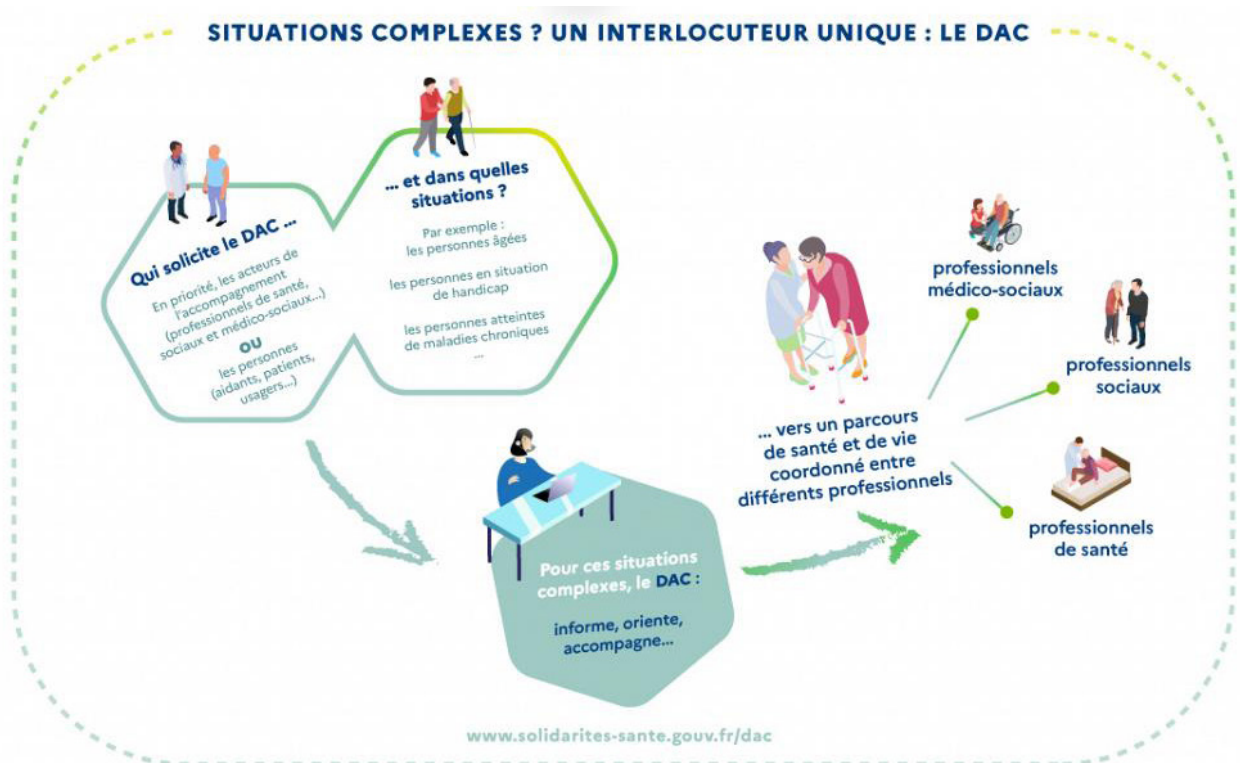 SITUATIONS COMPLEXES ? UN INTERLOCUTEUR UNIQUE : LE DAC
Qui solicite le DAC ...
En priorité, les acteurs de
l'accompagnement
(professionnels de santé,
sociaux et médico-sociaux...)
OU
les personnes
(aidants, patients,
usagers...)
... et dans quelles
situations ?
Par exemple :
les personnes âgées
les personnes en situation
de handicap
les personnes atteintes
de maladies chroniques
...
Pour ces situations
complexes, le DAC :
informe, oriente,
accompagne...
... vers un parcours
de santé et de vie
coordonné entre
différents professionnels
professionnels
médico-sociaux
professionnels
sociaux
professionnels
de santé
www.solidarites-sante.gouv.fr/dac